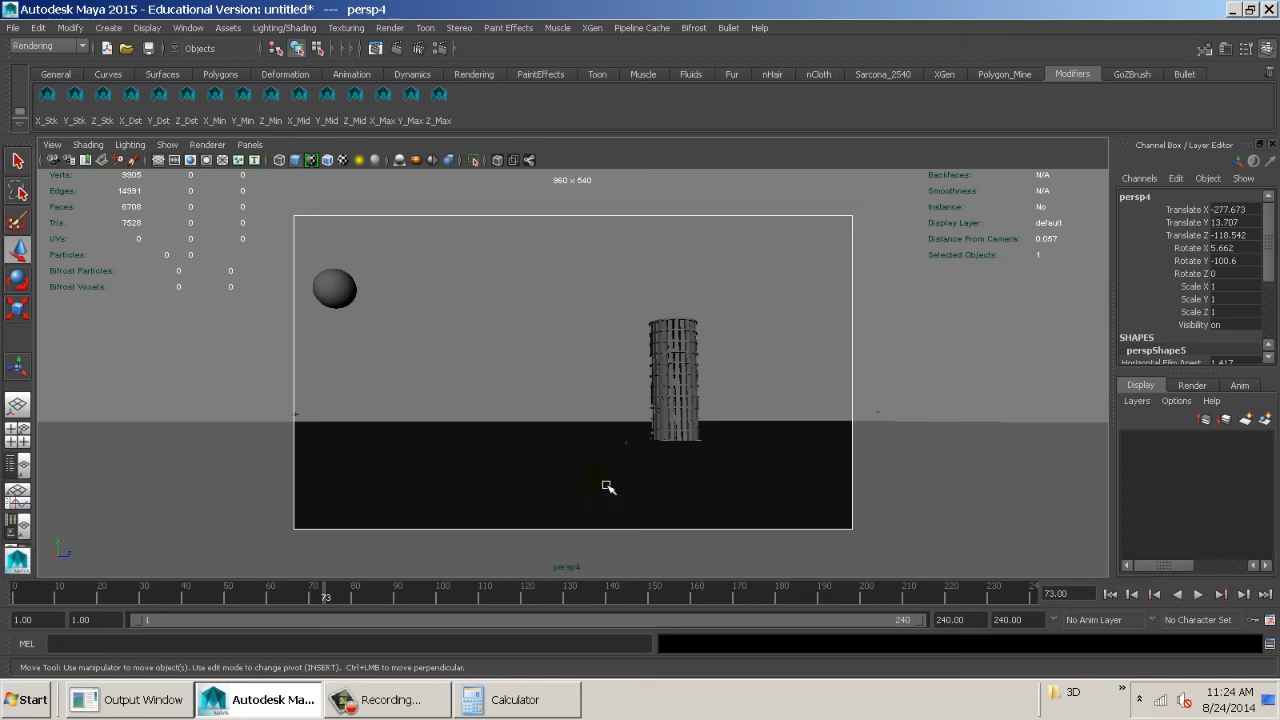 Autodesk Maya 2015 - Educational Version: untitled* --- persp4
File Edit Modify Create Display Window Assets Lighting/Shading Texturing Render Toon Stereo Paint Effects Muscle XGen Pipeline Cache Bifrost Bullet Help
Rendering Objects
General Curves Surfaces Polygons Deformation Animation Dynamics Rendering PaintEffects Toon Muscle Fluids Fur nHair nCloth Sarcona_2540 XGen Polygon_Mine Modifiers GoZBrush Bullet
X_Stk Y_Stk Z_Stk X_Dst Y_Dst Z_Dst X_Min Y_Min Z_Min X_Mid Y_Mid Z_Mid X_Max Y_Max Z_Max
View Shading Lighting Show Renderer Panels
Channel Box / Layer Editor
Verts: 9905 0 0
Edges: 14991 0 0
Faces: 6708 0 0
Tris: 7528 0 0
UVs: 0 0 0
Particles: 0 0
Bifrost Particles: 0 0
Bifrost Voxels: 0 0
960 x 540
Backfaces: N/A
Smoothness: N/A
Instance: No
Display Layer: default
Distance From Camera: 0.057
Selected Objects: 1
Channels Edit Object Show
persp4
Translate X -277.673
Translate Y 13.707
Translate Z -118.542
Rotate X 5.662
Rotate Y -100.6
Rotate Z 0
Scale X 1
Scale Y 1
Scale Z 1
Visibility on
SHAPES
perspShape5
Display Render Anim
Layers Options Help
persp4
0 10 20 30 40 50 60 70 80 90 100 110 120 130 140 150 160 170 180 190 200 210 220 230 24
73
73.00
1.00 1.00 1 240 240.00 240.00 No Anim Layer No Character Set
MEL
Move Tool: Use manipulator to move object(s). Use edit mode to change pivot (INSERT). Ctrl+LMB to move perpendicular.
Start Output Window Autodesk Ma... Recording... Calculator 3D 11:24 AM
8/24/2014